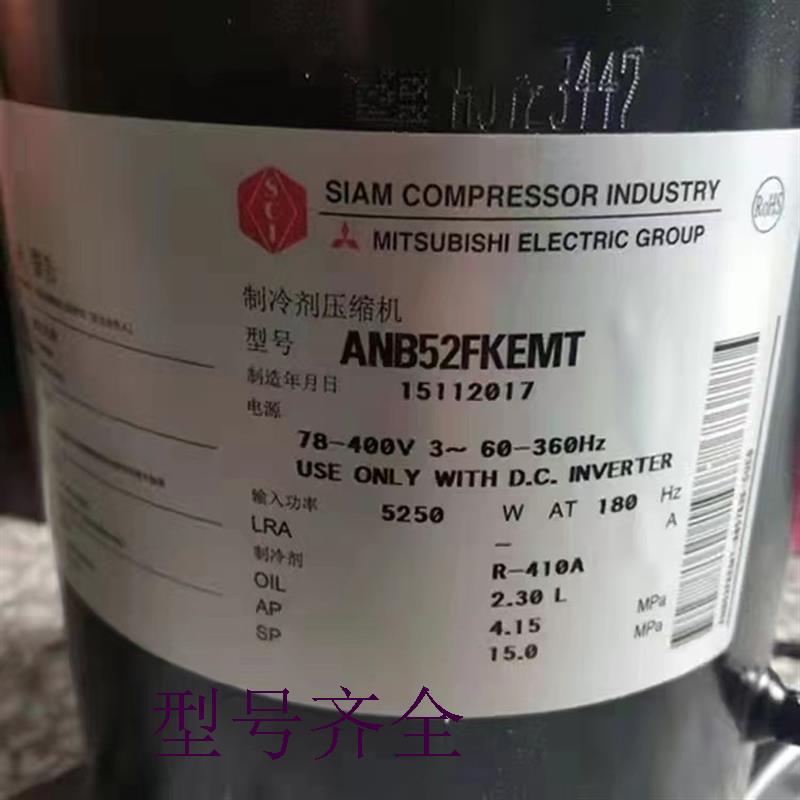 3447
SCI
SIAM COMPRESSOR INDUSTRY
RoHS
MITSUBISHI ELECTRIC GROUP
制冷剂压缩机
型号 ANB52FKEMT
制造年月日 15112017
电源
78-400V 3~ 60-360Hz
USE ONLY WITH D.C. INVERTER
输入功率 5250 W AT 180 Hz
LRA - A
制冷剂 R-410A
OIL 2.30 L
AP 4.15 MPa
SP 15.0 MPa
型号齐全